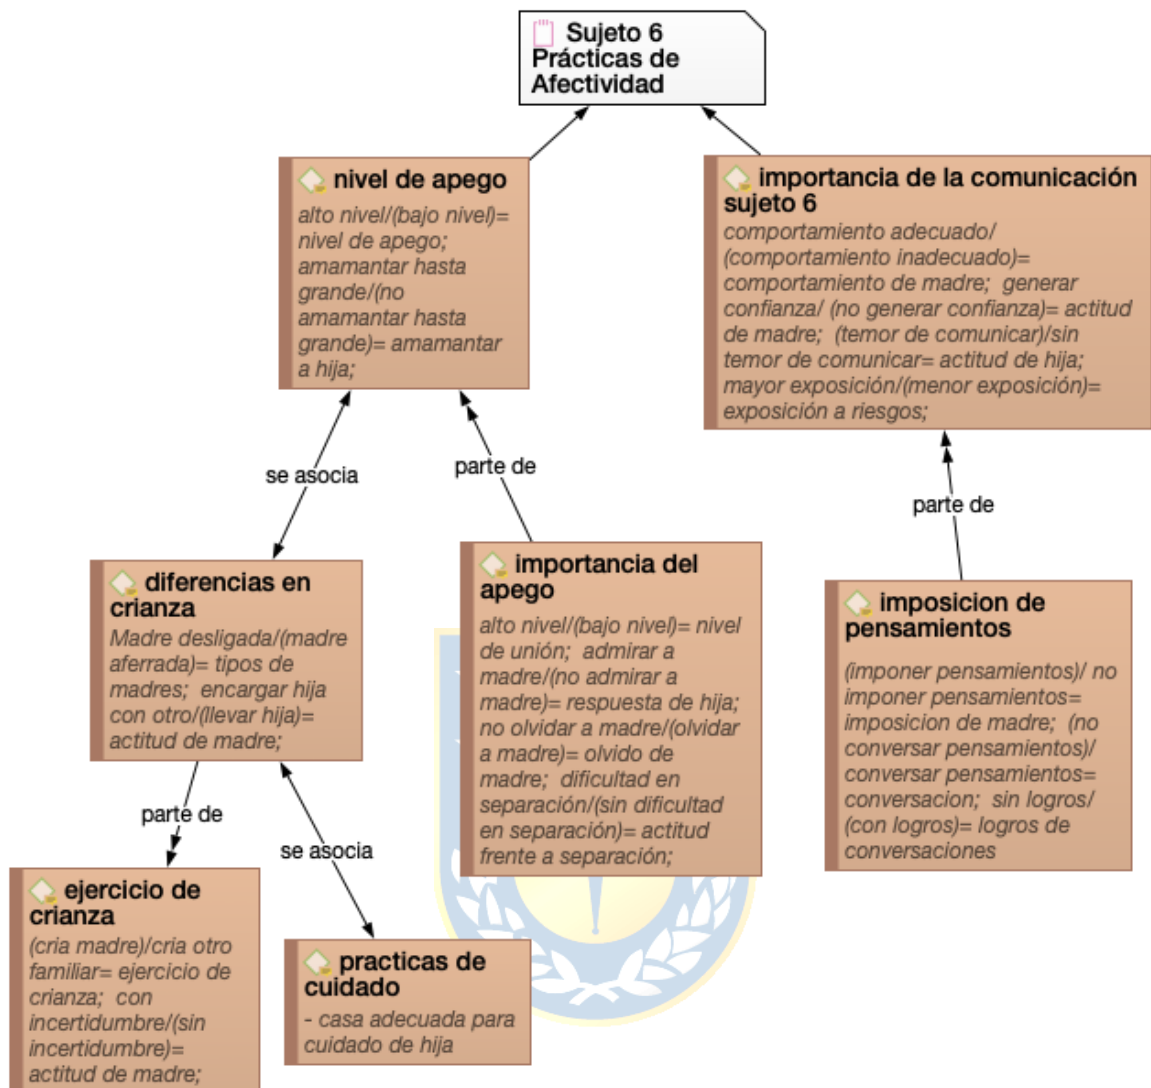 Sujeto 6
Prácticas de
Afectividad
nivel de apego
alto nivel/(bajo nivel)=
nivel de apego;
amamantar hasta
grande/(no
amamantar hasta
grande)= amamantar
a hija;
importancia de la comunicación
sujeto 6
comportamiento adecuado/
(comportamiento inadecuado)=
comportamiento de madre; generar
confianza/ (no generar confianza)= actitud
de madre; (temor de comunicar)/sin
temor de comunicar= actitud de hija;
mayor exposición/(menor exposición)=
exposición a riesgos;
se asocia
parte de
parte de
diferencias en
crianza
Madre desligada/(madre
aferrada)= tipos de
madres; encargar hija
con otro/(llevar hija)=
actitud de madre;
importancia del
apego
alto nivel/(bajo nivel)= nivel
de unión; admirar a
madre/(no admirar a
madre)= respuesta de hija;
no olvidar a madre/(olvidar
a madre)= olvido de
madre; dificultad en
separación/(sin dificultad
en separación)= actitud
frente a separación;
imposicion de
pensamientos
(imponer pensamientos)/ no
imponer pensamientos=
imposicion de madre; (no
conversar pensamientos)/
conversar pensamientos=
conversacion; sin logros/
(con logros)= logros de
conversaciones
parte de
se asocia
ejercicio de
crianza
(cria madre)/cria otro
familiar= ejercicio de
crianza; con
incertidumbre/(sin
incertidumbre)=
actitud de madre;
practicas de
cuidado
- casa adecuada para
cuidado de hija